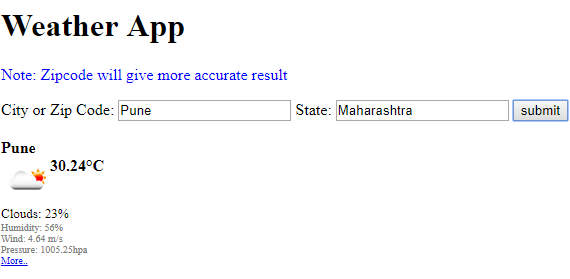 Weather App
Note: Zipcode will give more accurate result
City or Zip Code: Pune State: Maharashtra submit
Pune
30.24°C
Clouds: 23%
Humidity: 56%
Wind: 4.64 m/s
Pressure: 1005.25hpa
More..